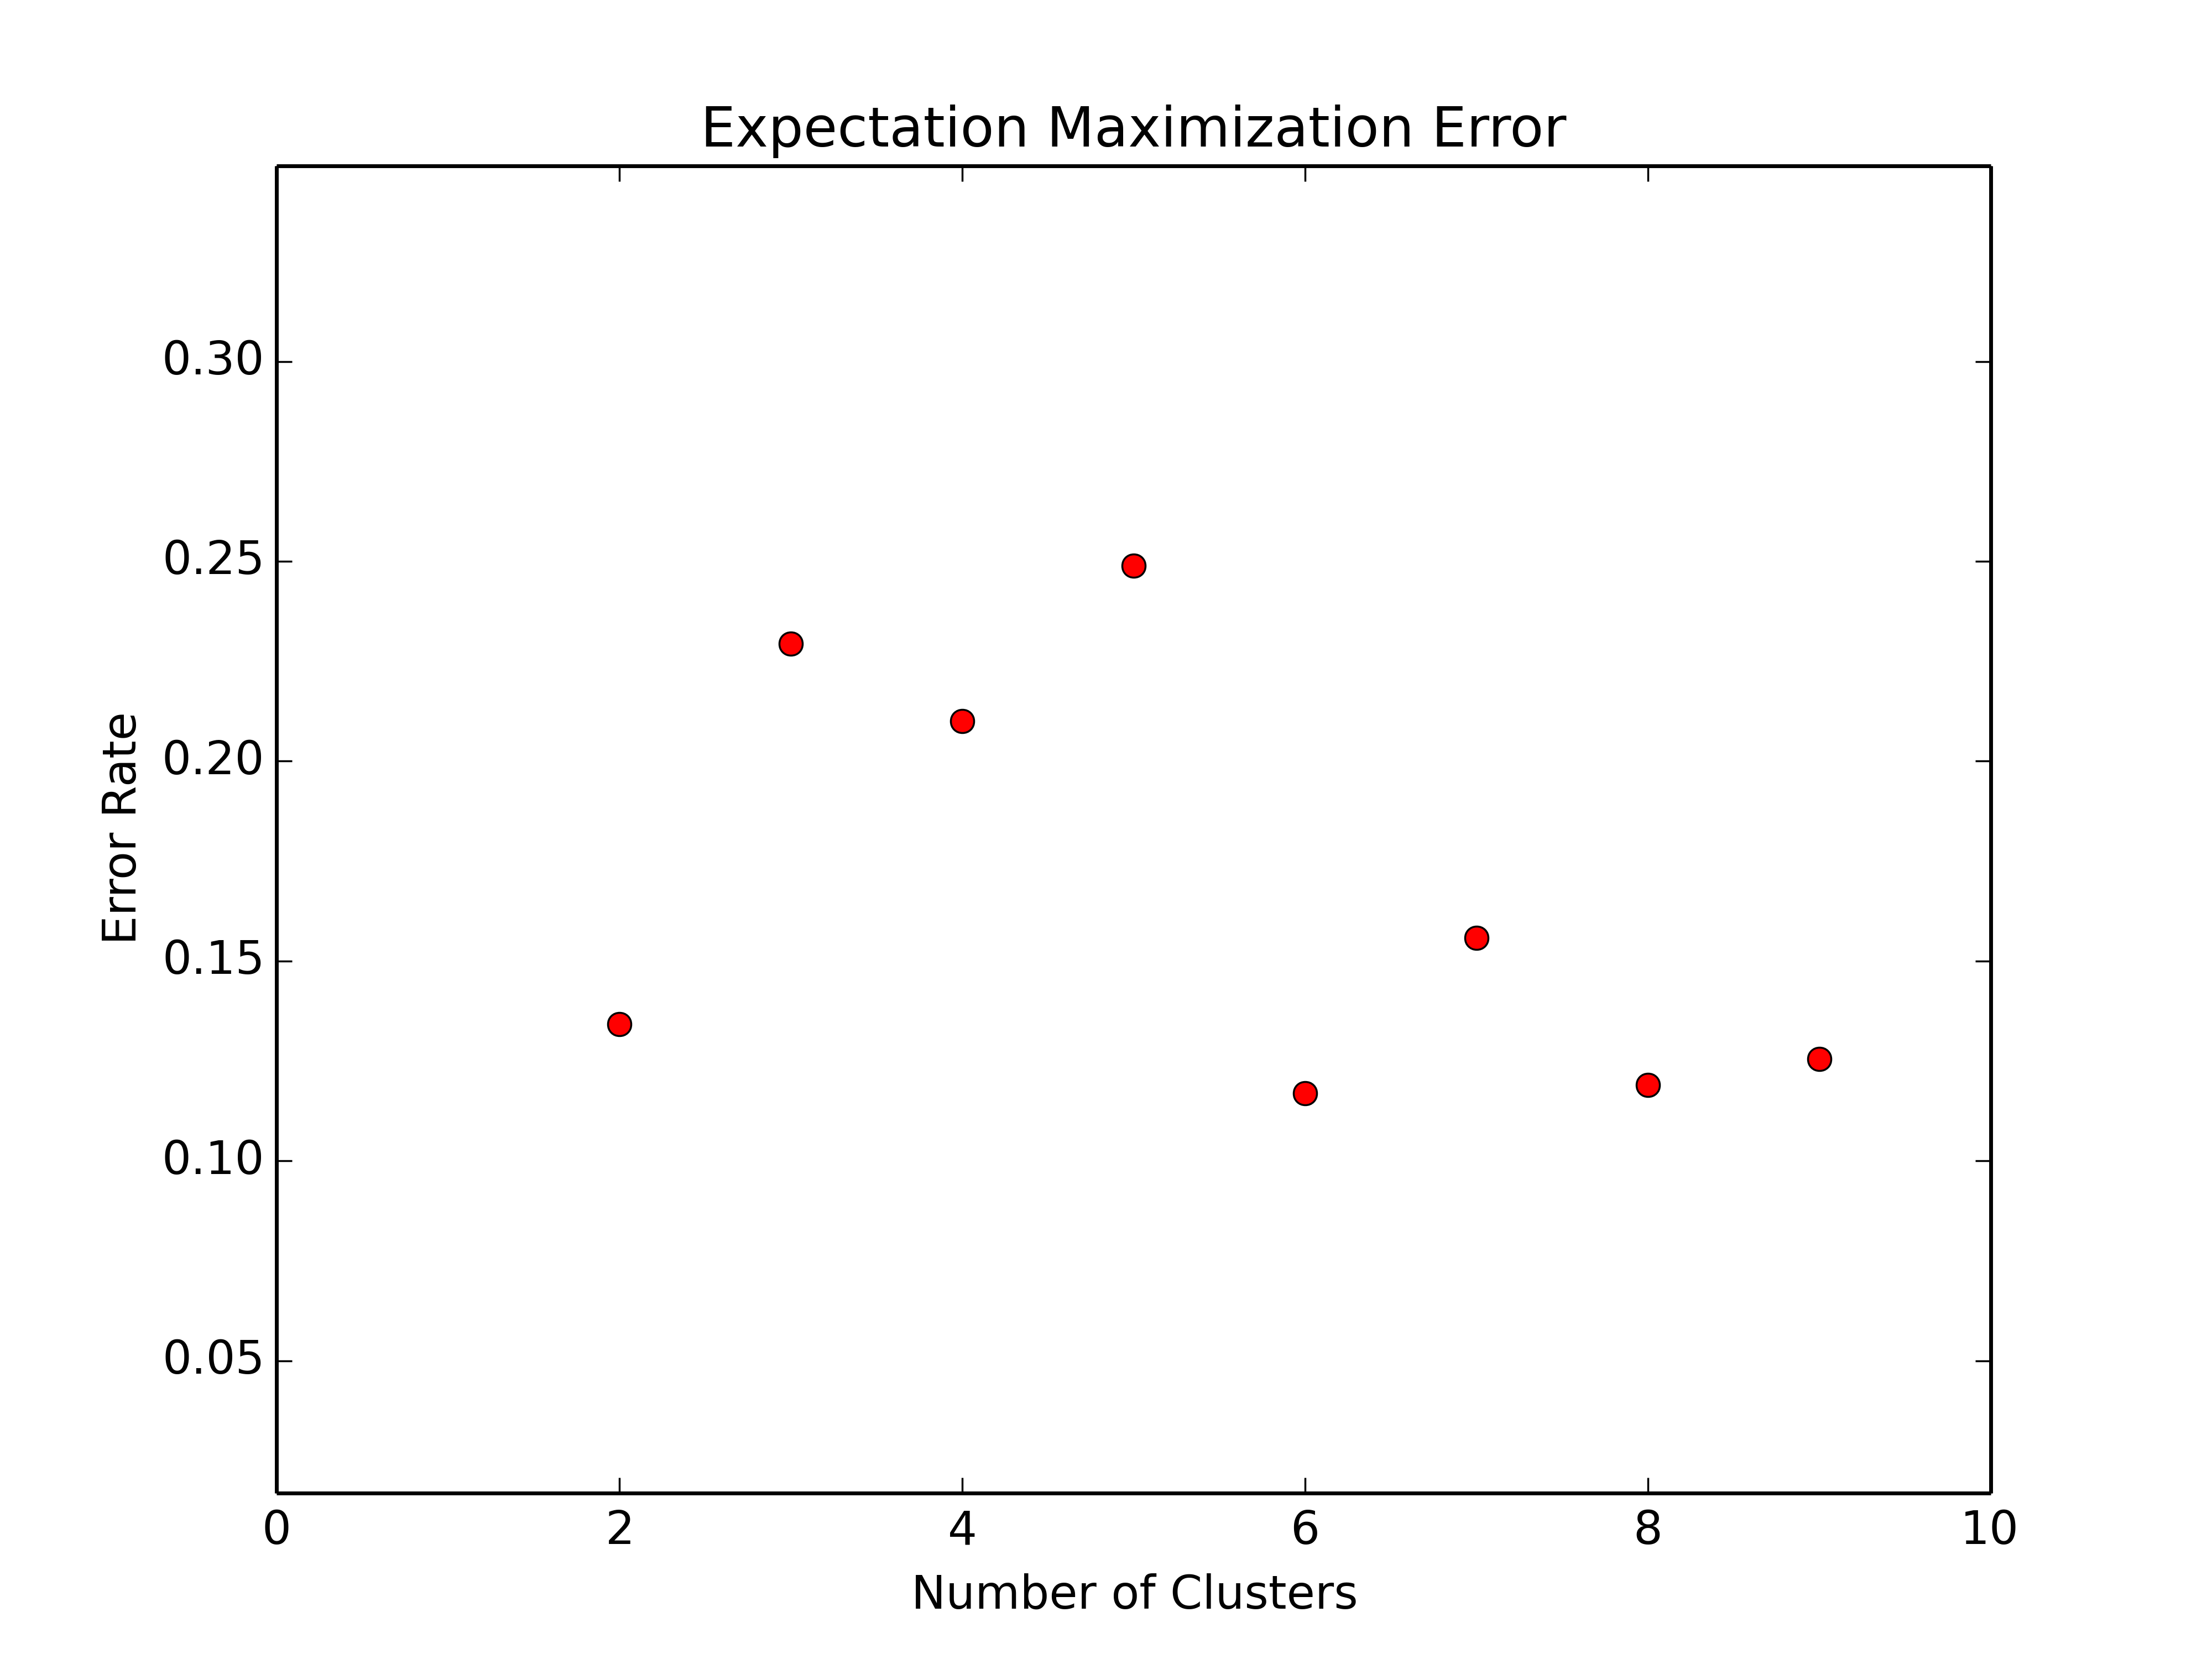 Expectation Maximization Error
0.30
0.25
0.20
0.15
0.10
0.05
Error Rate
0 2 4 6 8 10
Number of Clusters